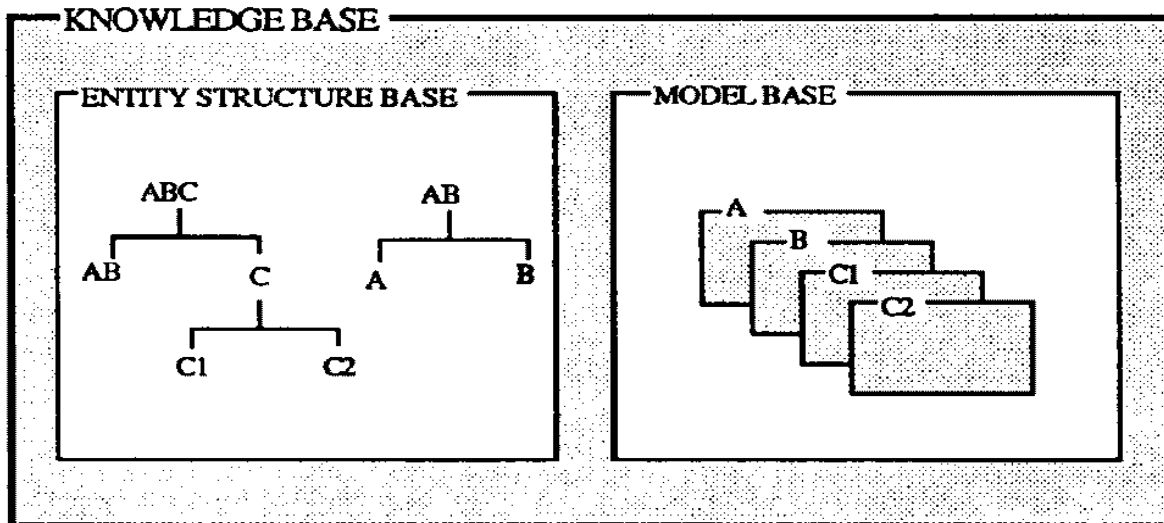 KNOWLEDGE BASE
ENTITY STRUCTURE BASE
ABC
AB
C
C1
C2
AB
A
B
MODEL BASE
A
B
C1
C2